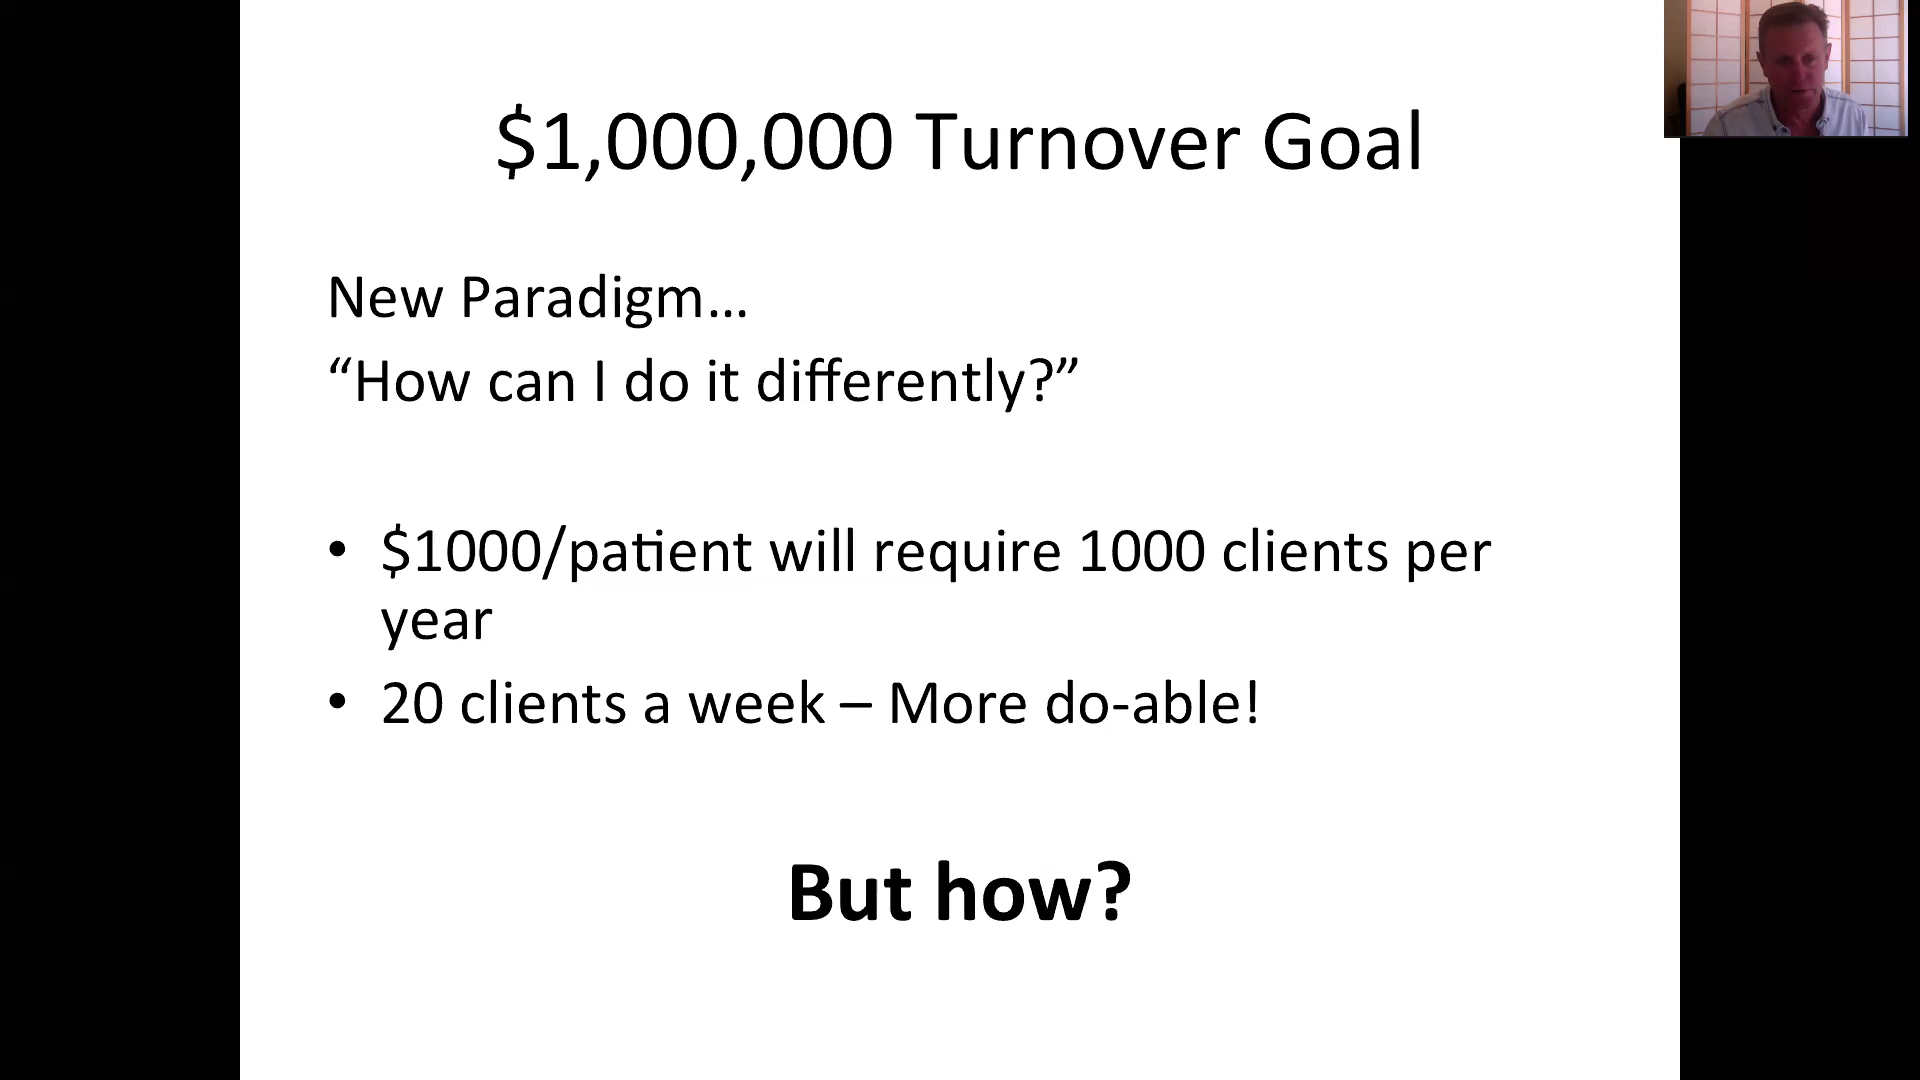 $1,000,000 Turnover Goal
New Paradigm…
“How can I do it differently?”
• $1000/patient will require 1000 clients per
year
• 20 clients a week – More do-able!
But how?